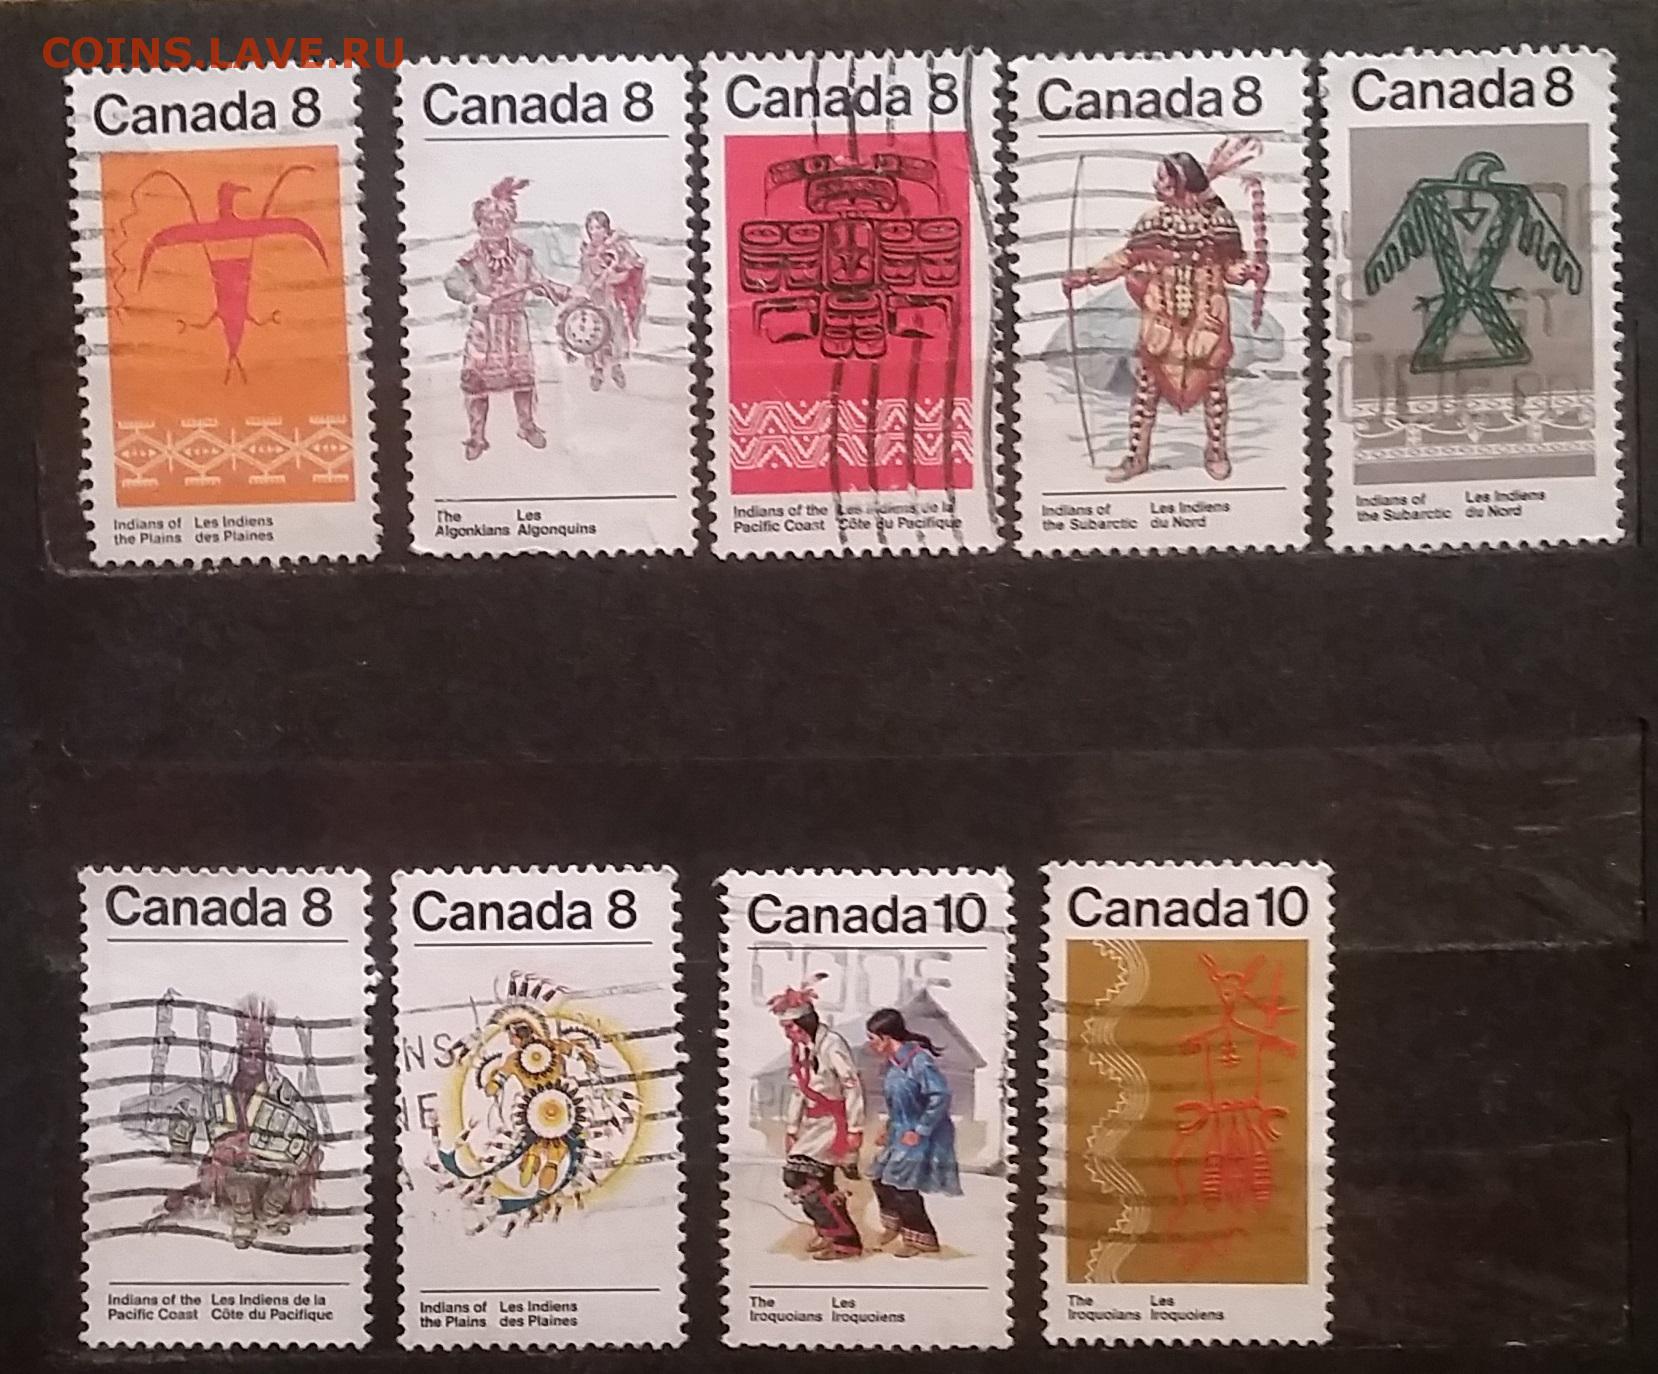 COINS.LAVE.RU
Canada 8
Indians of Les Indiens
the Plains des Plaines
Canada 8
The Les
Algonkians Algonquins
Canada 8
Indians of the Les Indiens de la
Pacific Coast Côte du Pacifique
Canada 8
Indians of Les Indiens
the Subarctic du Nord
Canada 8
Indians of Les Indiens
the Subarctic du Nord
Canada 8
Indians of the Les Indiens de la
Pacific Coast Côte du Pacifique
Canada 8
NS
NE
Indians of Les Indiens
the Plains des Plaines
Canada 10
CODE
The Les
Iroquoians Iroquoiens
Canada 10
The Les
Iroquoians Iroquoiens